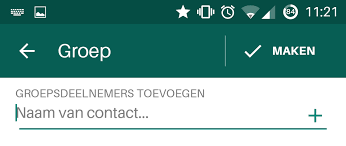 84 11:21
Groep MAKEN
GROEPSDEELNEMERS TOEVOEGEN
Naam van contact...